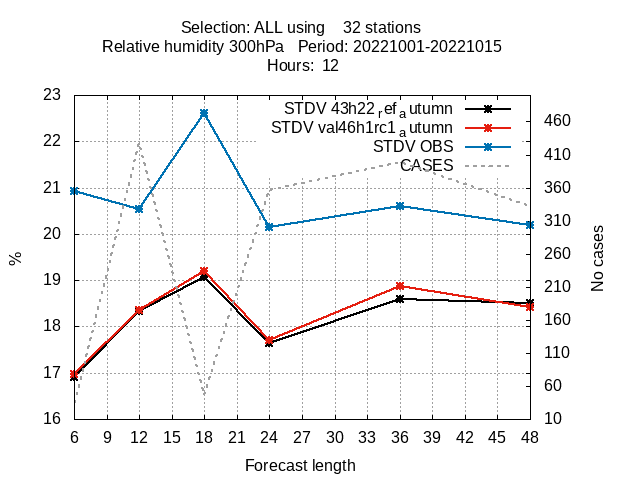 Selection: ALL using    32 stations
Relative humidity 300hPa   Period: 20221001-20221015
Hours:  12
STDV 43h22_ref_autumn
STDV val46h1rc1_autumn
STDV OBS
CASES
23
22
21
20
19
18
17
16
460
410
360
310
260
210
160
110
60
10
%
No cases
6 9 12 15 18 21 24 27 30 33 36 39 42 45 48
Forecast length